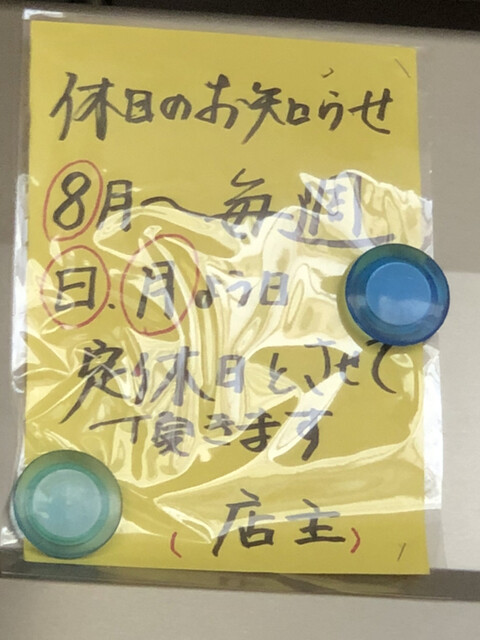 休日のお知らせ
8月〜毎週
日、月よう日
定休日とさせて
頂きます
(店主)